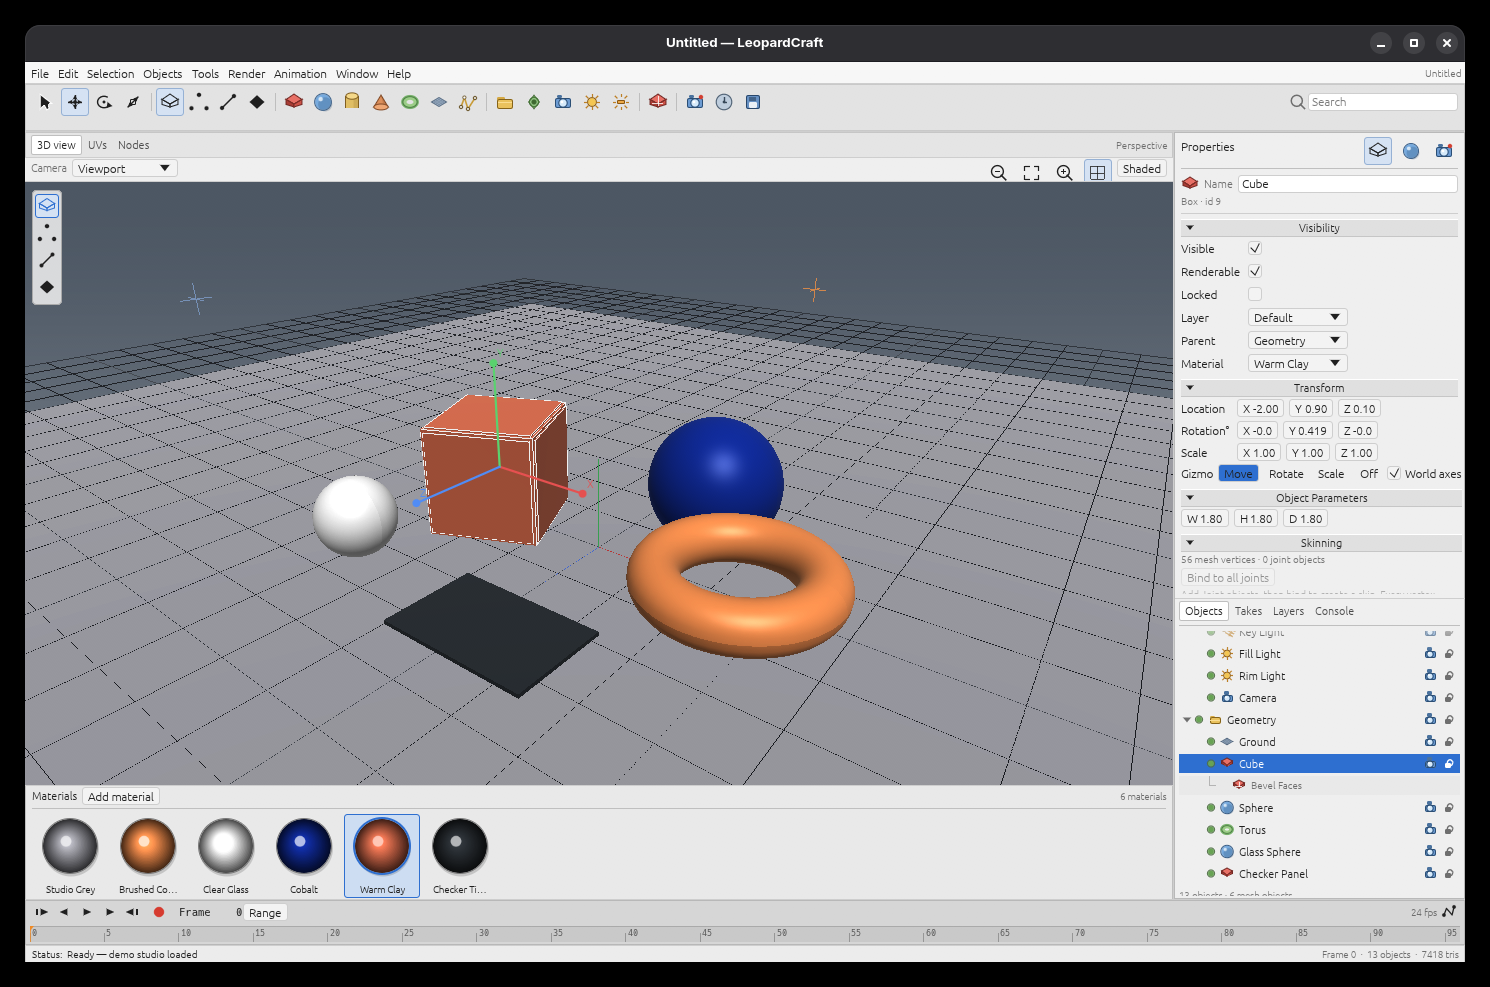 Untitled — LeopardCraft
File Edit Selection Objects Tools Render Animation Window Help
Untitled
Search
3D view UVs Nodes
Perspective
Camera Viewport
Shaded
Properties
Name Cube
Box · id 9
Visibility
Visible
Renderable
Locked
Layer Default
Parent Geometry
Material Warm Clay
Transform
Location X -2.00 Y 0.90 Z 0.10
Rotation° X -0.0 Y 0.419 Z -0.0
Scale X 1.00 Y 1.00 Z 1.00
Gizmo Move Rotate Scale Off World axes
Object Parameters
W 1.80 H 1.80 D 1.80
Skinning
56 mesh vertices · 0 joint objects
Bind to all joints
Objects Takes Layers Console
Key Light
Fill Light
Rim Light
Camera
Geometry
Ground
Cube
Bevel Faces
Sphere
Torus
Glass Sphere
Checker Panel
13 objects · 6 mesh objects
Materials Add material
6 materials
Studio Grey Brushed Co... Clear Glass Cobalt Warm Clay Checker Ti...
Frame 0 Range
24 fps
0 5 10 15 20 25 30 35 40 45 50 55 60 65 70 75 80 85 90 95
Status: Ready — demo studio loaded
Frame 0 · 13 objects · 7418 tris